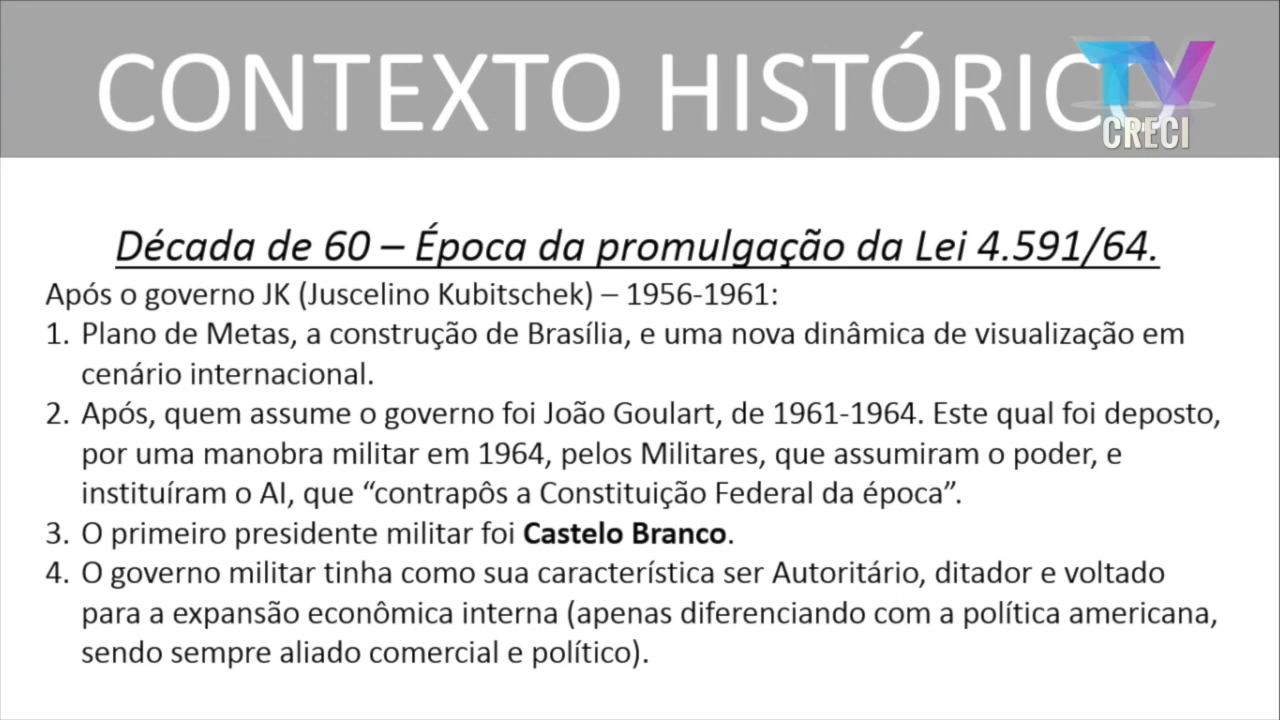 CONTEXTO HISTÓRICO
TV
CRECI
Década de 60 – Época da promulgação da Lei 4.591/64.
Após o governo JK (Juscelino Kubitschek) – 1956-1961:
1. Plano de Metas, a construção de Brasília, e uma nova dinâmica de visualização em
cenário internacional.
2. Após, quem assume o governo foi João Goulart, de 1961-1964. Este qual foi deposto,
por uma manobra militar em 1964, pelos Militares, que assumiram o poder, e
instituíram o AI, que “contrapôs a Constituição Federal da época”.
3. O primeiro presidente militar foi Castelo Branco.
4. O governo militar tinha como sua característica ser Autoritário, ditador e voltado
para a expansão econômica interna (apenas diferenciando com a política americana,
sendo sempre aliado comercial e político).